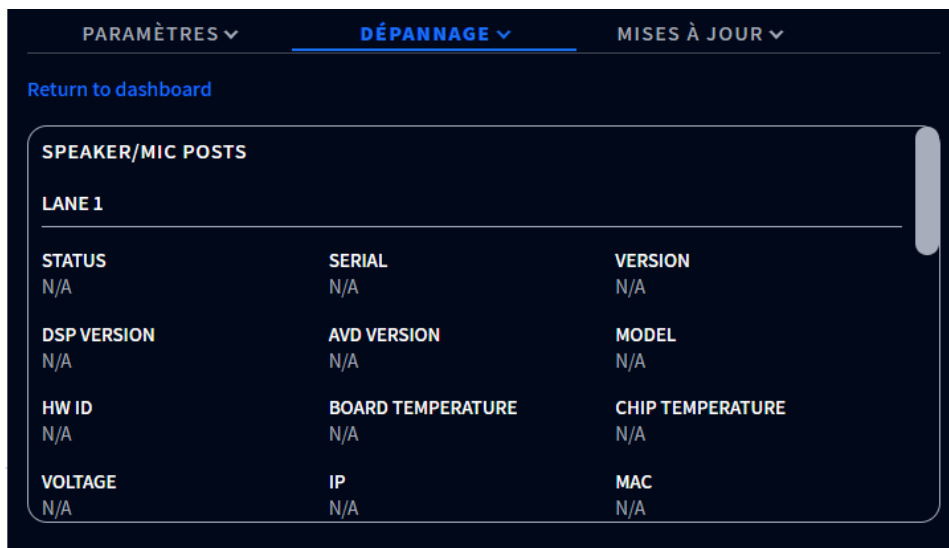 PARAMÈTRES DÉPANNAGE MISES À JOUR
Return to dashboard
SPEAKER/MIC POSTS
LANE 1
STATUS SERIAL VERSION
N/A N/A N/A
DSP VERSION AVD VERSION MODEL
N/A N/A N/A
HW ID BOARD TEMPERATURE CHIP TEMPERATURE
N/A N/A N/A
VOLTAGE IP MAC
N/A N/A N/A